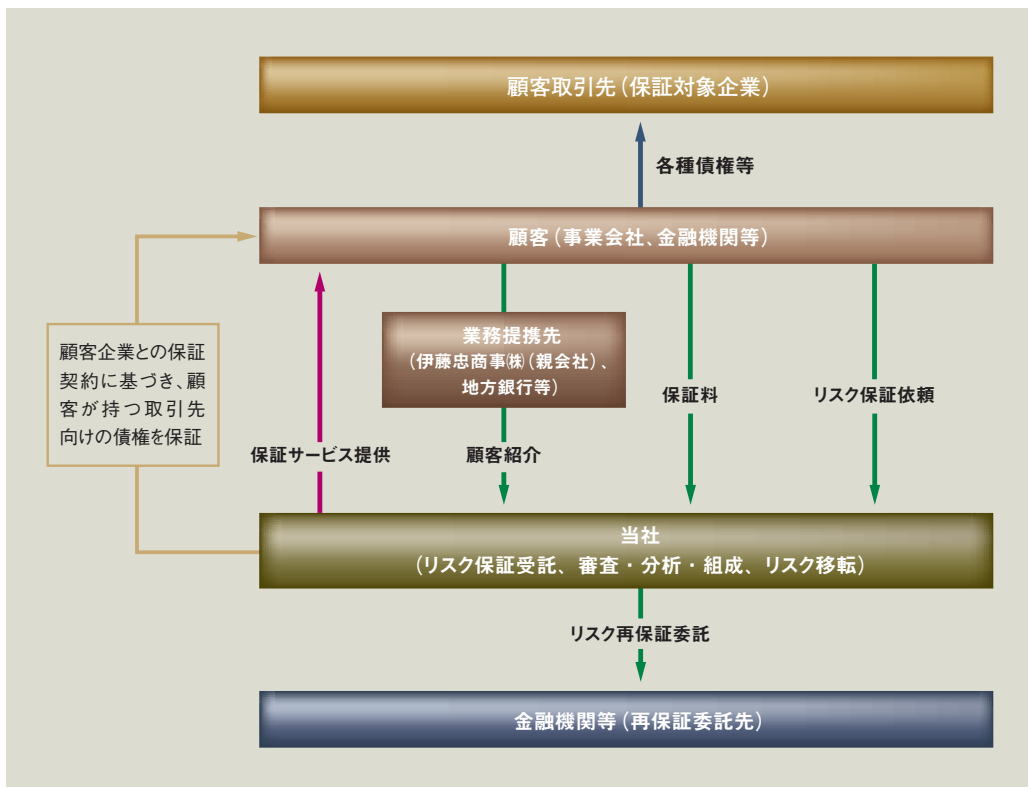 顧客取引先（保証対象企業）
各種債権等
顧客（事業会社、金融機関等）
業務提携先
（伊藤忠商事㈱（親会社）、
地方銀行等）
顧客企業との保証
契約に基づき、顧
客が持つ取引先
向けの債権を保証
保証料
リスク保証依頼
保証サービス提供
顧客紹介
当社
（リスク保証受託、審査・分析・組成、リスク移転）
リスク再保証委託
金融機関等（再保証委託先）